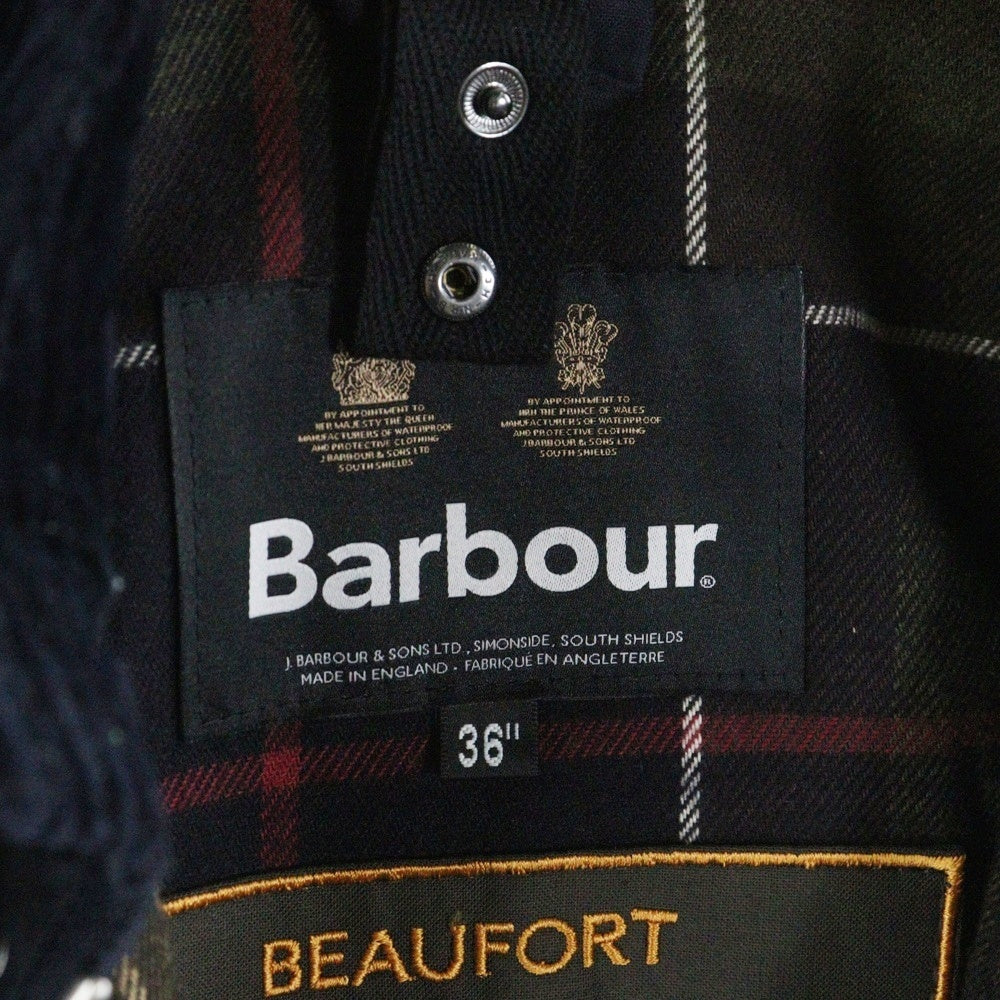 BY APPOINTMENT TO
HER MAJESTY THE QUEEN
MANUFACTURERS OF WATERPROOF
AND PROTECTIVE CLOTHING
J.BARBOUR & SONS LTD
SOUTH SHIELDS
BY APPOINTMENT TO
HRH THE PRINCE OF WALES
MANUFACTURERS OF WATERPROOF
AND PROTECTIVE CLOTHING
J.BARBOUR & SONS LTD
SOUTH SHIELDS
Barbour®
J. BARBOUR & SONS LTD , SIMONSIDE, SOUTH SHIELDS
MADE IN ENGLAND · FABRIQUÉ EN ANGLETERRE
36"
BEAUFORT